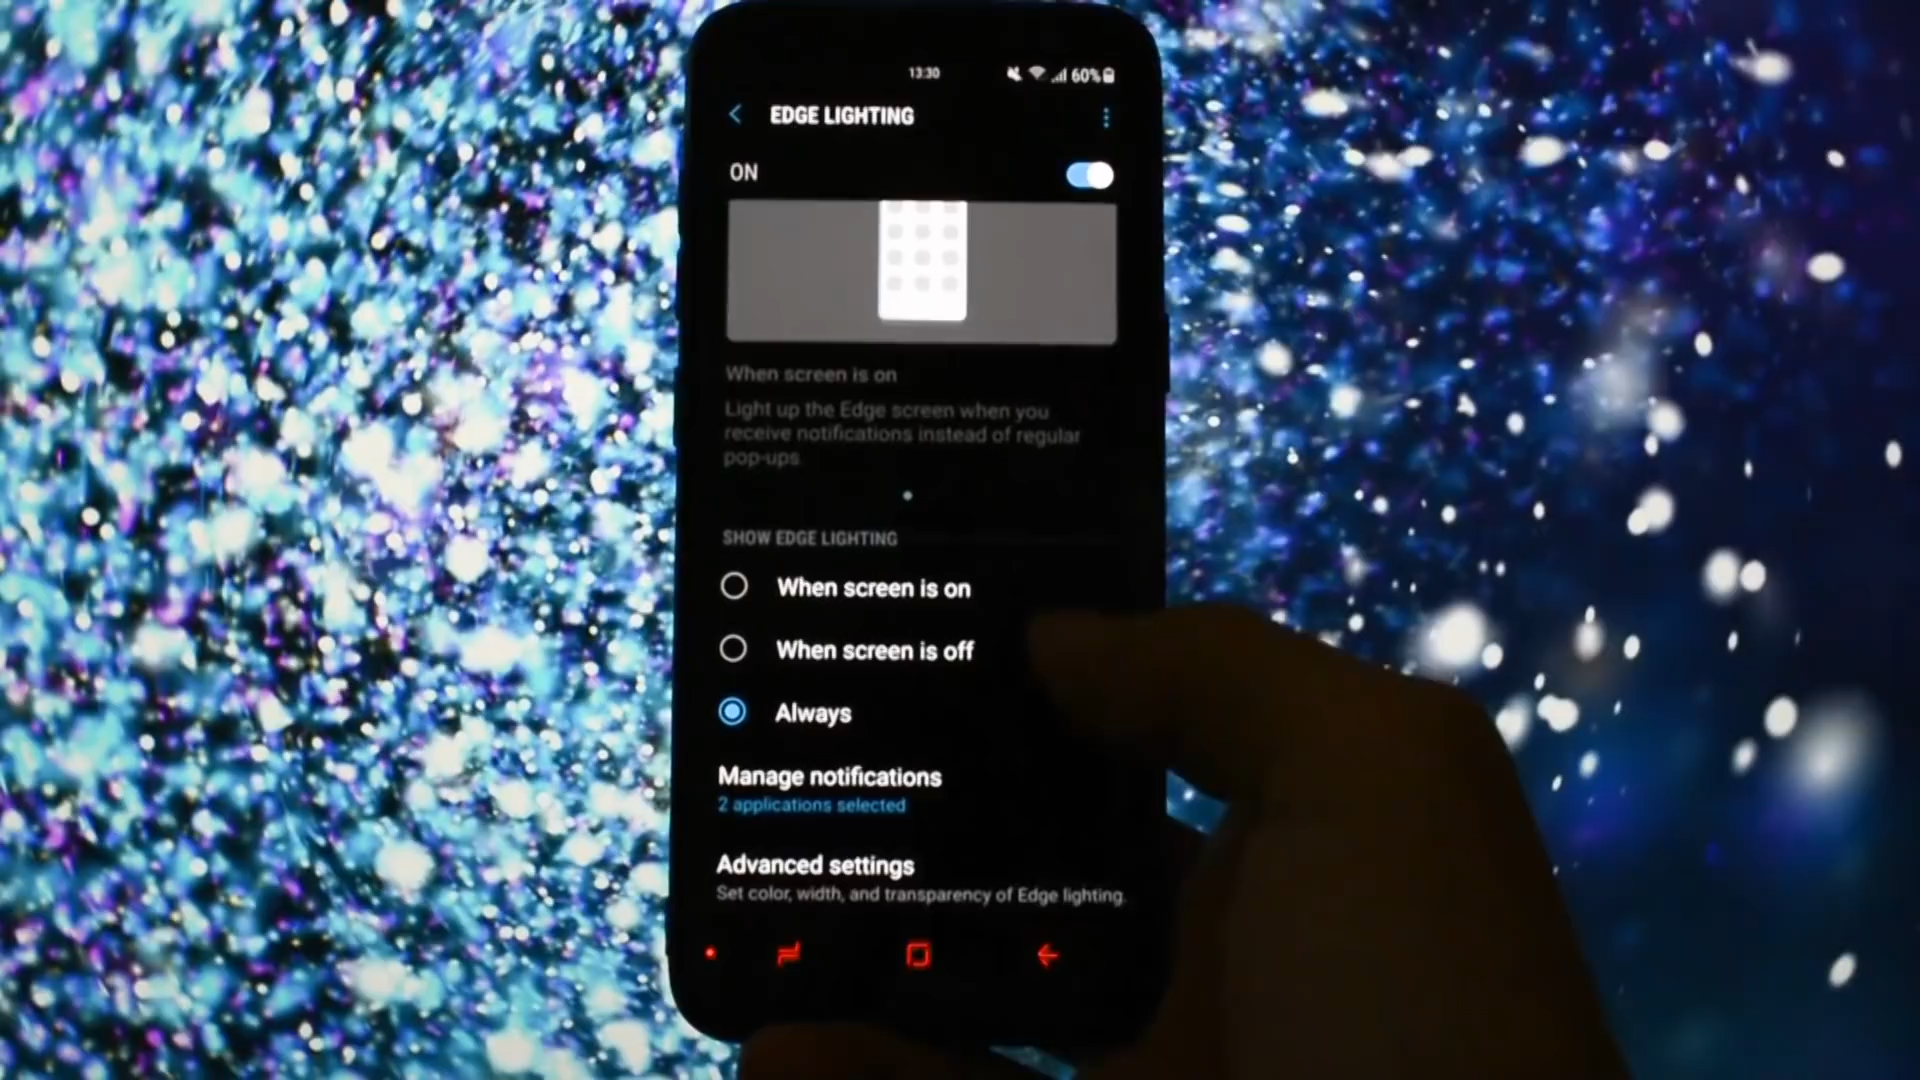 13:30
60%
EDGE LIGHTING
ON
When screen is on
Light up the Edge screen when you
receive notifications instead of regular
pop-ups.
SHOW EDGE LIGHTING
When screen is on
When screen is off
Always
Manage notifications
2 applications selected
Advanced settings
Set color, width, and transparency of Edge lighting.